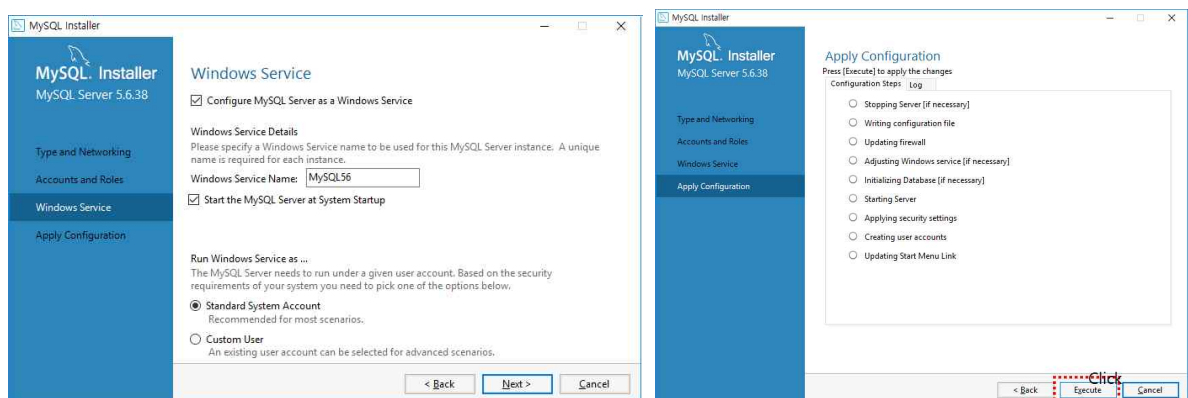 MySQL Installer
MySQL. Installer
MySQL Server 5.6.38
Type and Networking
Accounts and Roles
Windows Service
Apply Configuration
Windows Service
Configure MySQL Server as a Windows Service
Windows Service Details
Please specify a Windows Service name to be used for this MySQL Server instance. A unique
name is required for each instance.
Windows Service Name: MySQL56
Start the MySQL Server at System Startup
Run Windows Service as ...
The MySQL Server needs to run under a given user account. Based on the security
requirements of your system you need to pick one of the options below.
Standard System Account
Recommended for most scenarios.
Custom User
An existing user account can be selected for advanced scenarios.
< Back Next > Cancel
MySQL Installer
MySQL. Installer
MySQL Server 5.6.38
Type and Networking
Accounts and Roles
Windows Service
Apply Configuration
Apply Configuration
Press [Execute] to apply the changes
Configuration Steps Log
Stopping Server [if necessary]
Writing configuration file
Updating firewall
Adjusting Windows service [if necessary]
Initializing Database [if necessary]
Starting Server
Applying security settings
Creating user accounts
Updating Start Menu Link
Click
< Back Execute Cancel